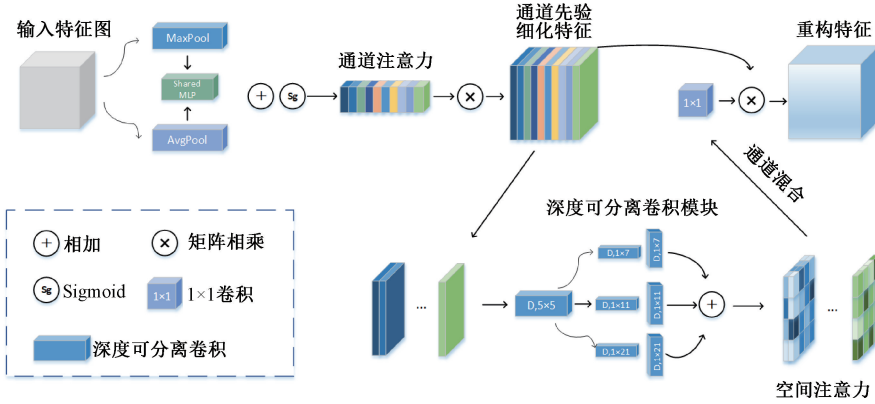 输入特征图
MaxPool
Shared
MLP
AvgPool
Sg
通道注意力
通道先验
细化特征
1×1
重构特征
通道混合
深度可分离卷积模块
...
D,5×5
D,1×7
D,1×7
D,1×11
D,1×11
D,1×21
D,1×21
...
空间注意力
相加
矩阵相乘
Sg
Sigmoid
1×1
1×1卷积
深度可分离卷积